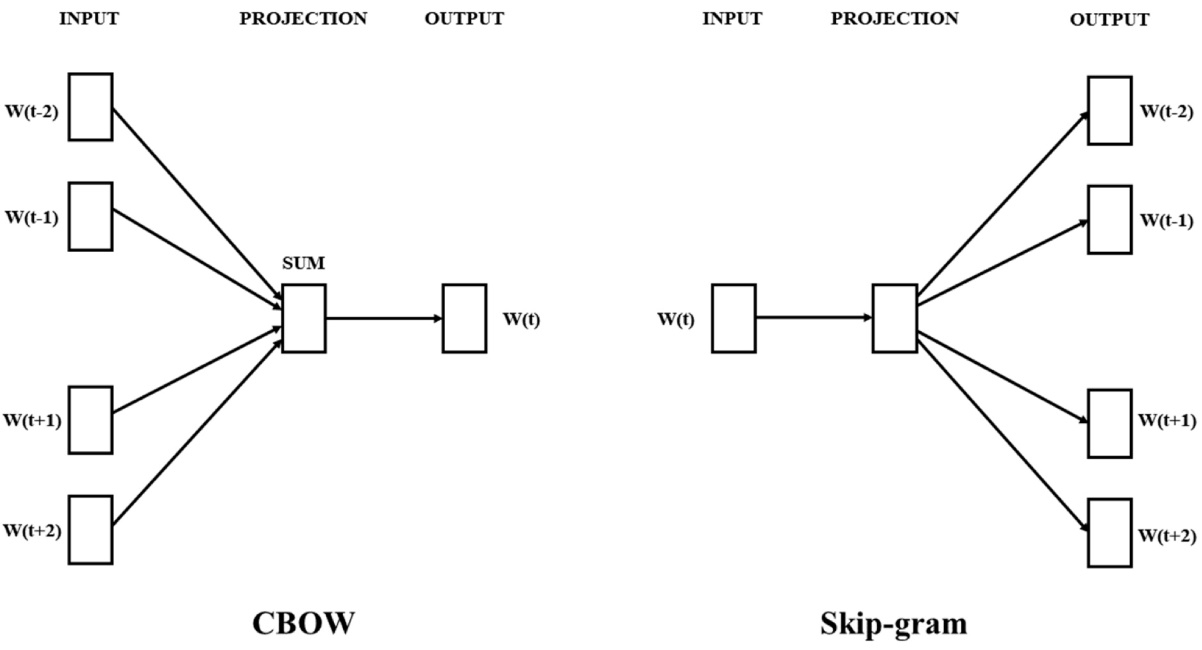 INPUT PROJECTION OUTPUT
W(t-2)
W(t-1)
SUM
W(t)
W(t+1)
W(t+2)
CBOW
INPUT PROJECTION OUTPUT
W(t-2)
W(t-1)
W(t)
W(t+1)
W(t+2)
Skip-gram